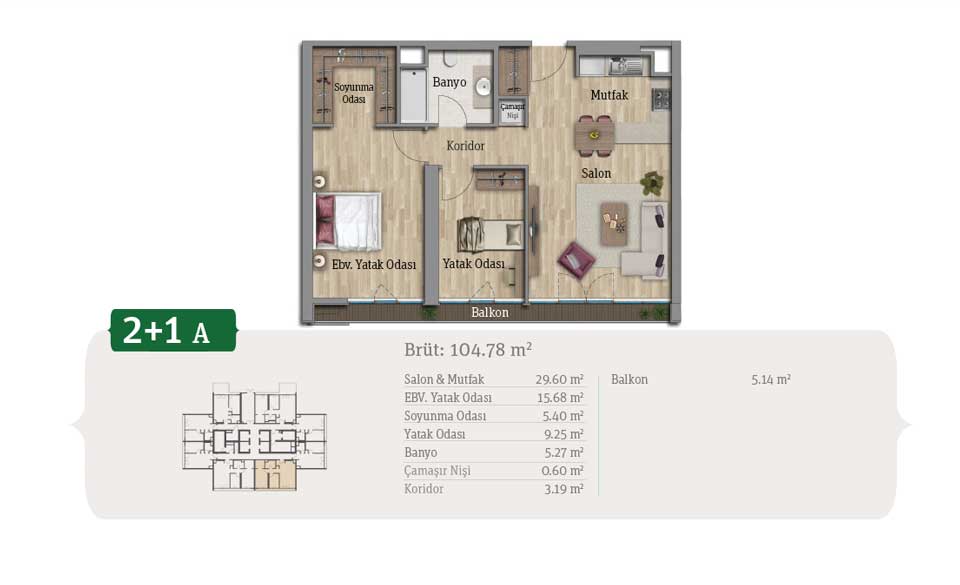 Soyunma
Odası
Banyo
Çamaşır
Nişi
Mutfak
Koridor
Salon
Ebv. Yatak Odası
Yatak Odası
Balkon
2+1 A
Brüt: 104.78 m²
Salon & Mutfak 29.60 m²
EBV. Yatak Odası 15.68 m²
Soyunma Odası 5.40 m²
Yatak Odası 9.25 m²
Banyo 5.27 m²
Çamaşır Nişi 0.60 m²
Koridor 3.19 m²
Balkon 5.14 m²